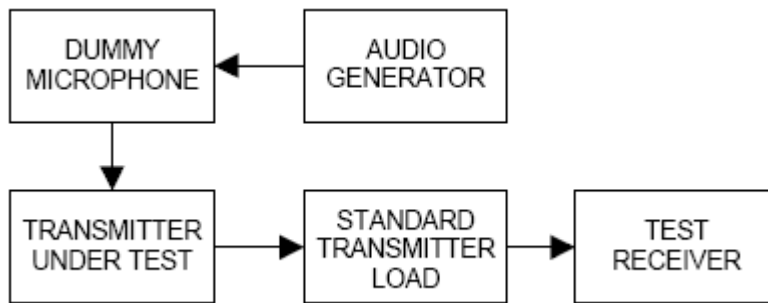 DUMMY
MICROPHONE
AUDIO
GENERATOR
TRANSMITTER
UNDER TEST
STANDARD
TRANSMITTER
LOAD
TEST
RECEIVER